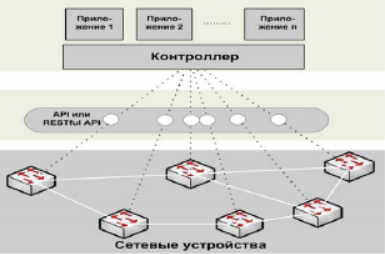 Прило-
жение 1
Прило-
жение 2
.........
Прило-
жение n
Контроллер
API или
RESTful API
Сетевые устройства